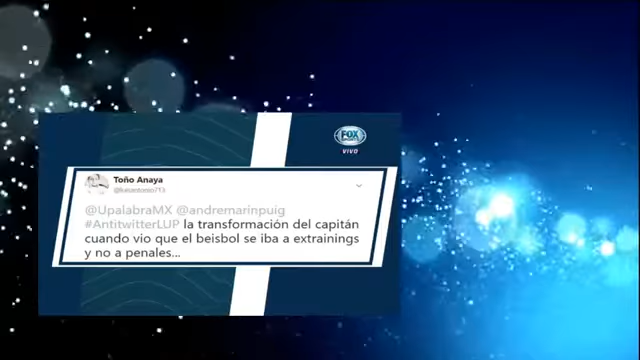 FOX
SPORTS
VIVO
Toño Anaya
@UpalabraMX @andremarinpuig
#AntitwitterLUP la transformación del capitán
cuando vio que el beisbol se iba a extrainings
y no a penales...